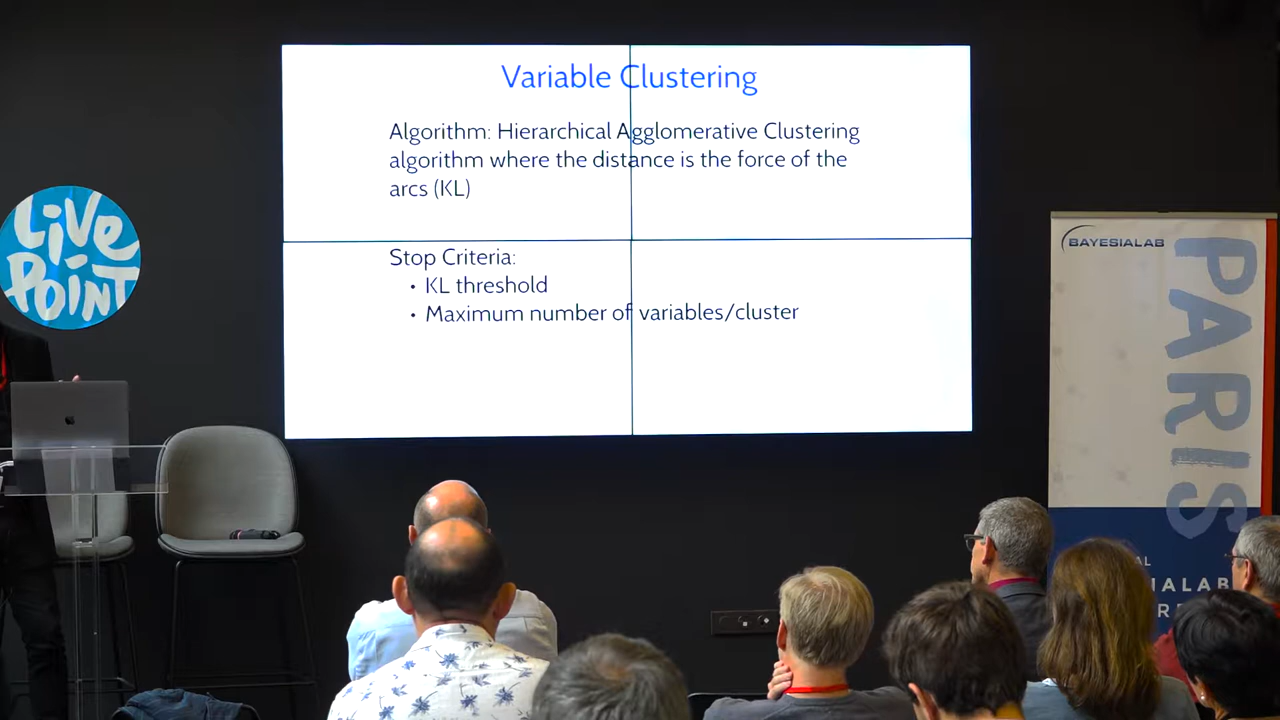 Variable Clustering
Algorithm: Hierarchical Agglomerative Clustering
algorithm where the distance is the force of the
arcs (KL)
Stop Criteria:
• KL threshold
• Maximum number of variables/cluster
LiVE
POiNT
BAYESIALAB
PARIS